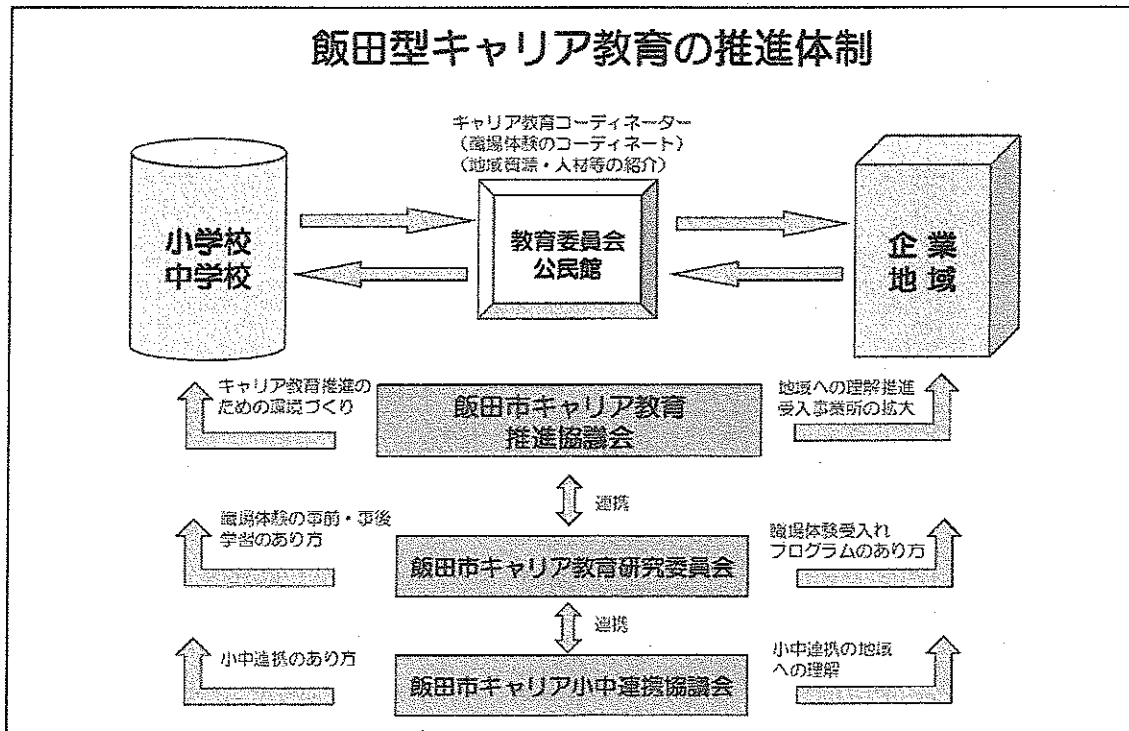 飯田型キャリア教育の推進体制
キャリア教育コーディネーター
(職場体験のコーディネート)
(地域資源・人材等の紹介)
小学校
中学校
教育委員会
公民館
企業
地域
キャリア教育推進の
ための環境づくり
飯田市キャリア教育
推進協議会
地域への理解推進
受入事業所の拡大
連携
職場体験の事前・事後
学習のあり方
飯田市キャリア教育研究委員会
職場体験受入れ
プログラムのあり方
連携
小中連携のあり方
飯田市キャリア小中連携協議会
小中連携の地域
への理解